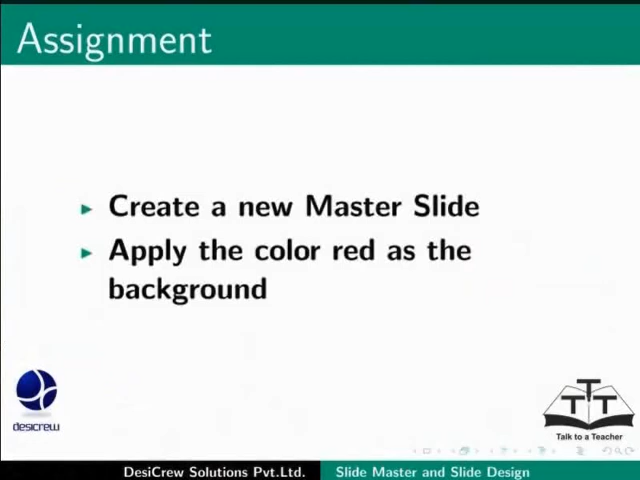 Assignment
Create a new Master Slide
Apply the color red as the
background
desicrew
TTT
Talk to a Teacher
DesiCrew Solutions Pvt.Ltd.
Slide Master and Slide Design